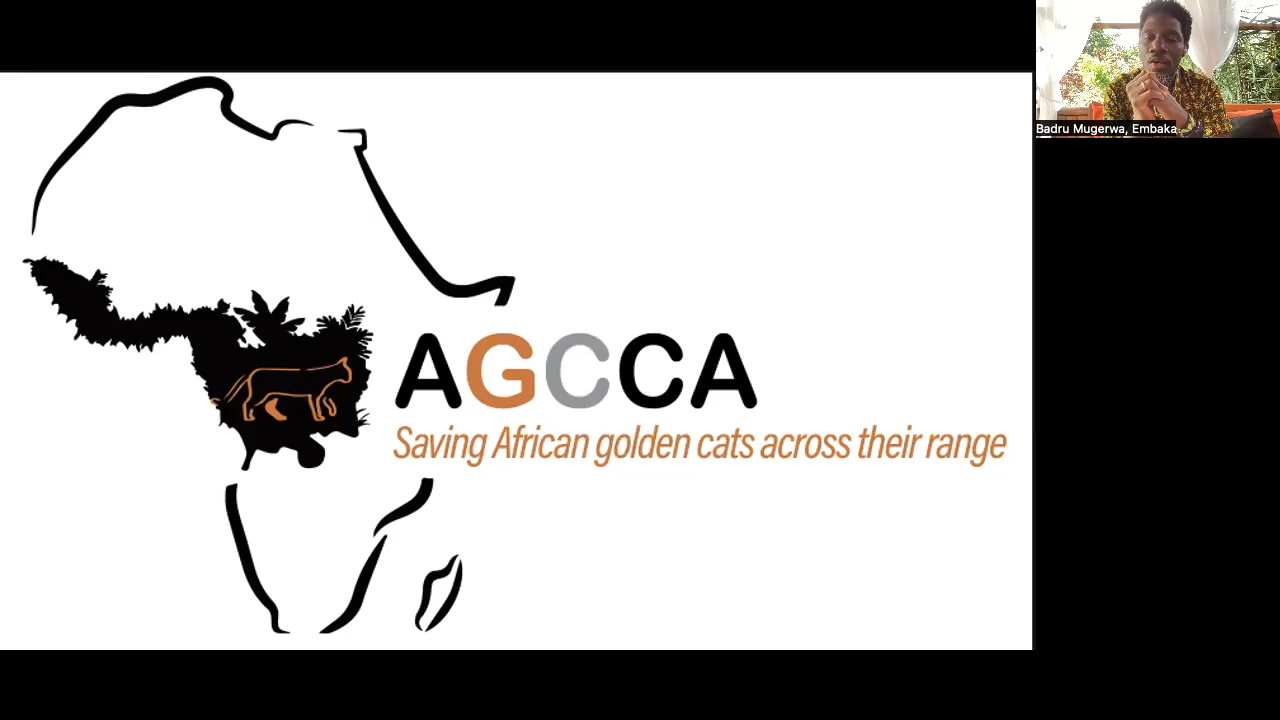 Badru Mugerwa, Embaka
AGCCA
Saving African golden cats across their range